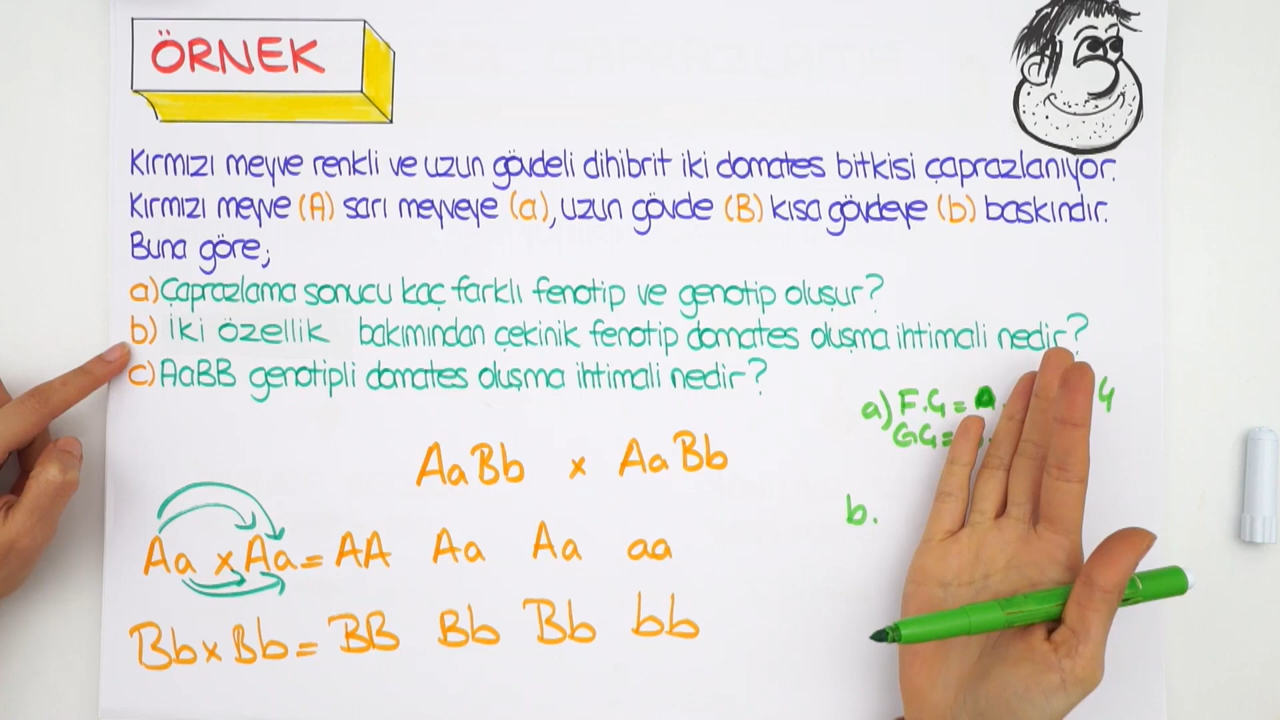 ÖRNEK
Kırmızı meyve renkli ve uzun gövdeli dihibrit iki domates bitkisi çaprazlanıyor.
Kırmızı meyve (A) sarı meyveye (a), uzun gövde (B) kısa gövdeye (b) baskındır.
Buna göre;
a) Çaprazlama sonucu kaç farklı fenotip ve genotip oluşur?
b) İki özellik bakımından çekinik fenotip domates oluşma ihtimali nedir?
c) AaBB genotipli domates oluşma ihtimali nedir?
a) F.Ç =
GÇ =
AaBb x AaBb
b.
Aa x Aa = AA Aa Aa aa
Bb x Bb = BB Bb Bb bb